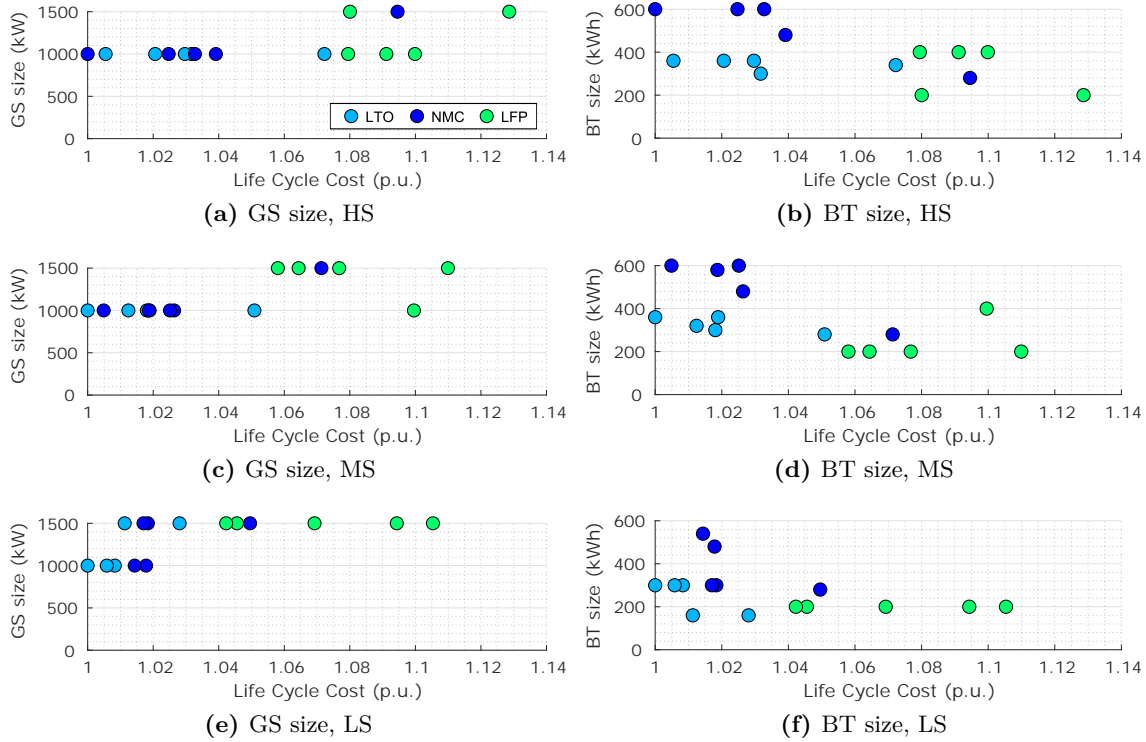 GS size (kW)
1500
1000
500
0
LTO NMC LFP
1 1.02 1.04 1.06 1.08 1.1 1.12 1.14
Life Cycle Cost (p.u.)
(a) GS size, HS
BT size (kWh)
600
400
200
0
1 1.02 1.04 1.06 1.08 1.1 1.12 1.14
Life Cycle Cost (p.u.)
(b) BT size, HS
GS size (kW)
1500
1000
500
0
1 1.02 1.04 1.06 1.08 1.1 1.12 1.14
Life Cycle Cost (p.u.)
(c) GS size, MS
BT size (kWh)
600
400
200
0
1 1.02 1.04 1.06 1.08 1.1 1.12 1.14
Life Cycle Cost (p.u.)
(d) BT size, MS
GS size (kW)
1500
1000
500
0
1 1.02 1.04 1.06 1.08 1.1 1.12 1.14
Life Cycle Cost (p.u.)
(e) GS size, LS
BT size (kWh)
600
400
200
0
1 1.02 1.04 1.06 1.08 1.1 1.12 1.14
Life Cycle Cost (p.u.)
(f) BT size, LS